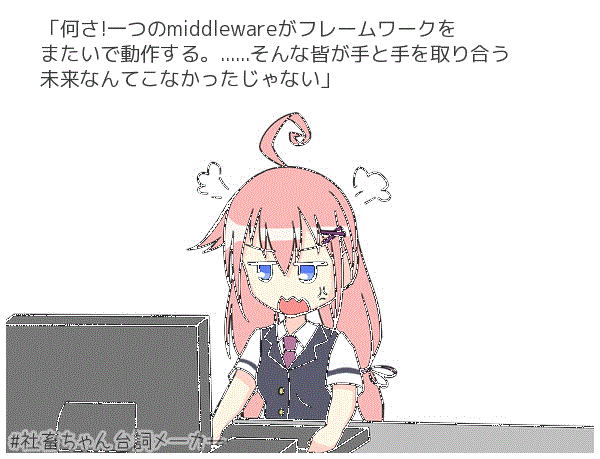 「何さ!一つのmiddlewareがフレームワークを
またいで動作する。......そんな皆が手と手を取り合う
未来なんてこなかったじゃない」
#社畜ちゃん台詞メーカー